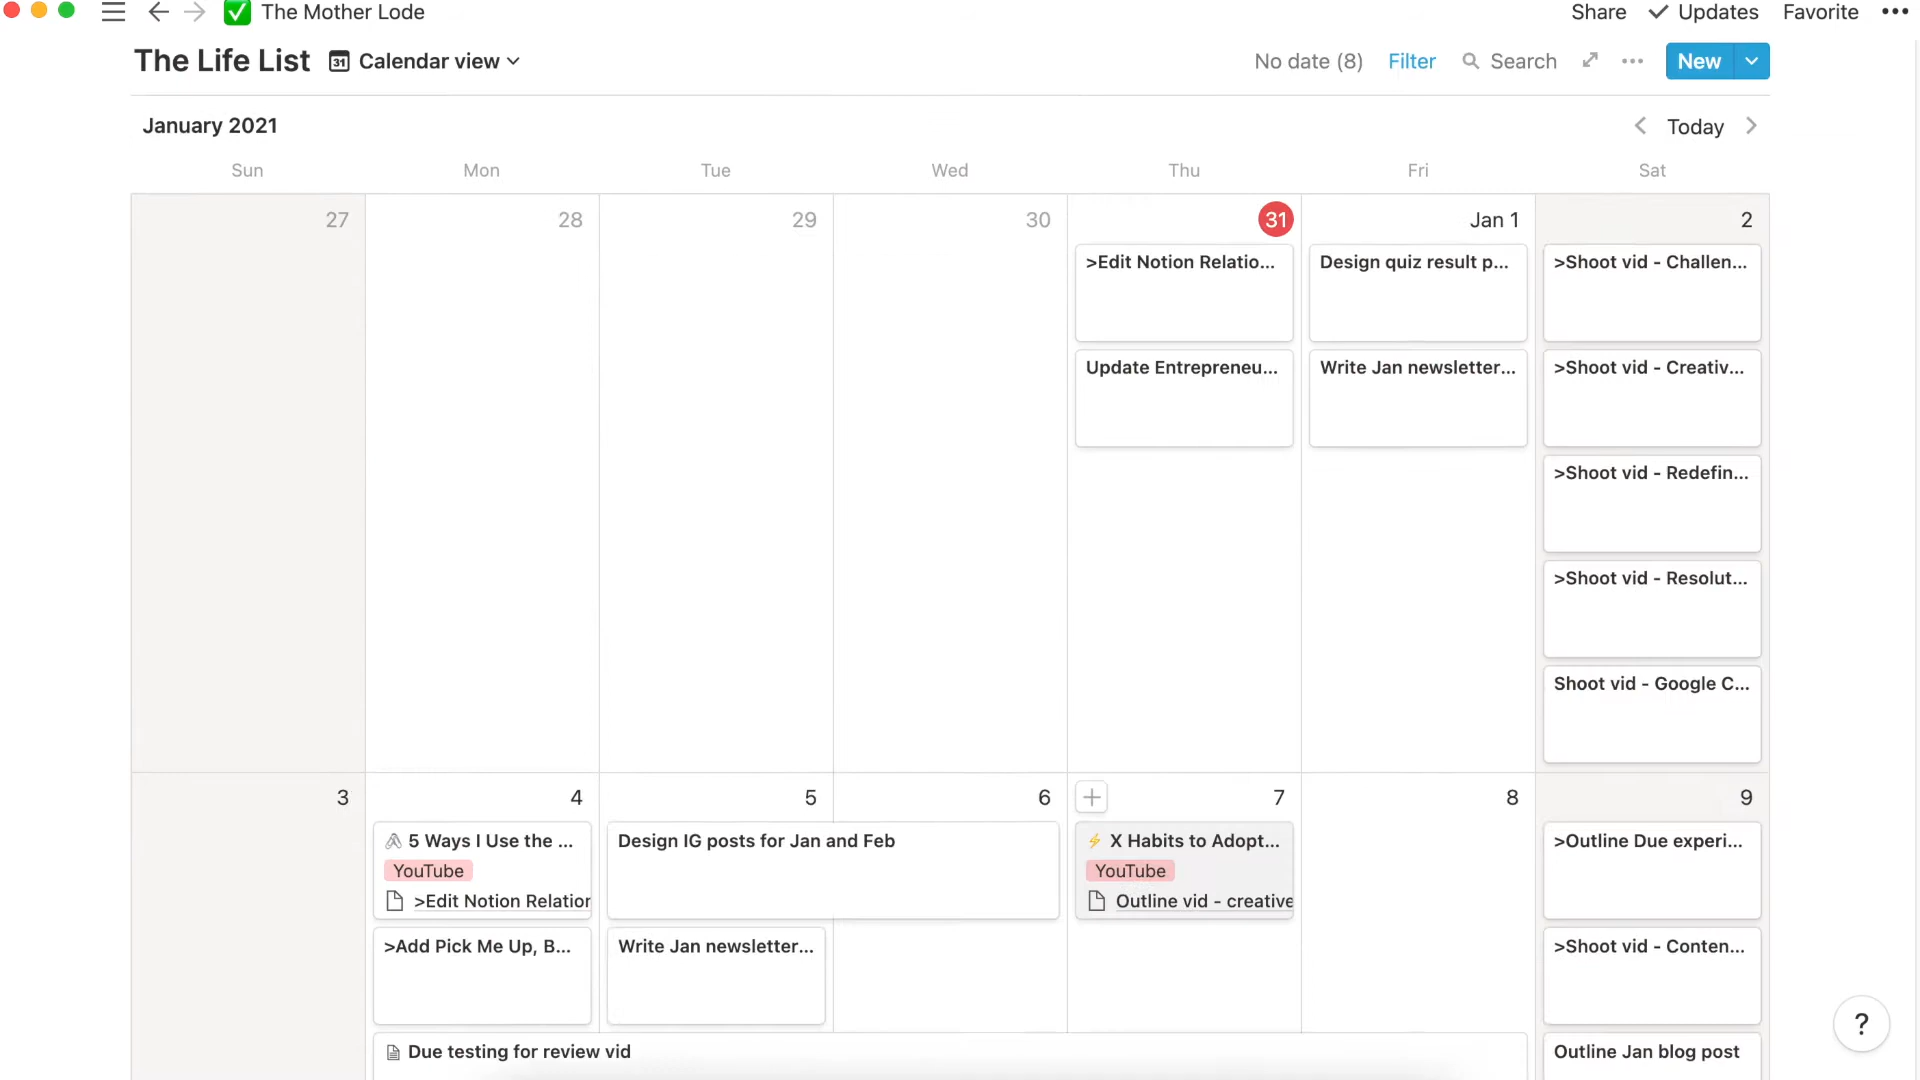 The Mother Lode
Share
Updates
Favorite
The Life List
31
Calendar view
No date (8)
Filter
Search
New
January 2021
Today
Sun
Mon
Tue
Wed
Thu
Fri
Sat
27
28
29
30
31
Jan 1
2
>Edit Notion Relatio...
Design quiz result p...
>Shoot vid - Challen...
Update Entrepreneu...
Write Jan newsletter...
>Shoot vid - Creativ...
>Shoot vid - Redefin...
>Shoot vid - Resolut...
Shoot vid - Google C...
3
4
5
6
7
8
9
5 Ways I Use the ...
YouTube
>Edit Notion Relation
Design IG posts for Jan and Feb
X Habits to Adopt...
YouTube
Outline vid - creative
>Outline Due experi...
>Add Pick Me Up, B...
Write Jan newsletter...
>Shoot vid - Conten...
Due testing for review vid
Outline Jan blog post
?